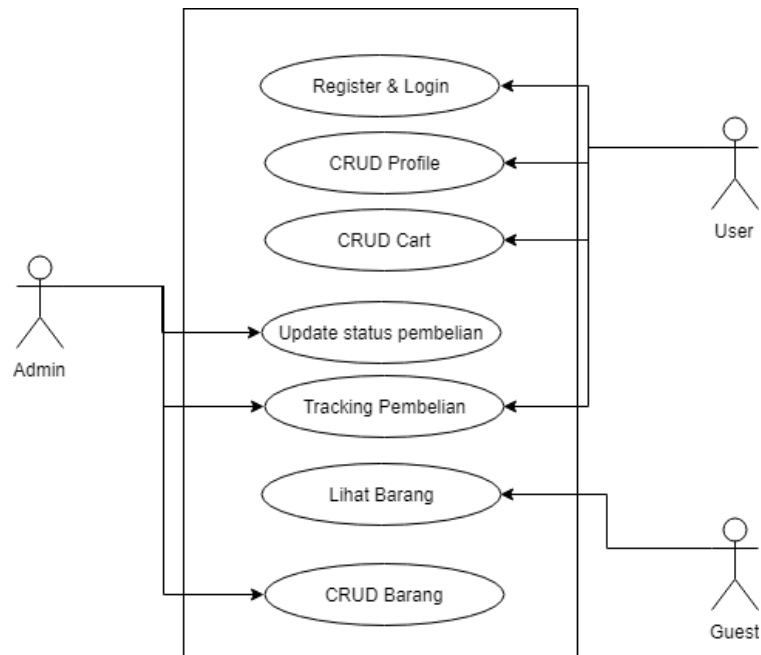 Register & Login
CRUD Profile
CRUD Cart
User
Admin
Update status pembelian
Tracking Pembelian
Lihat Barang
CRUD Barang
Guest